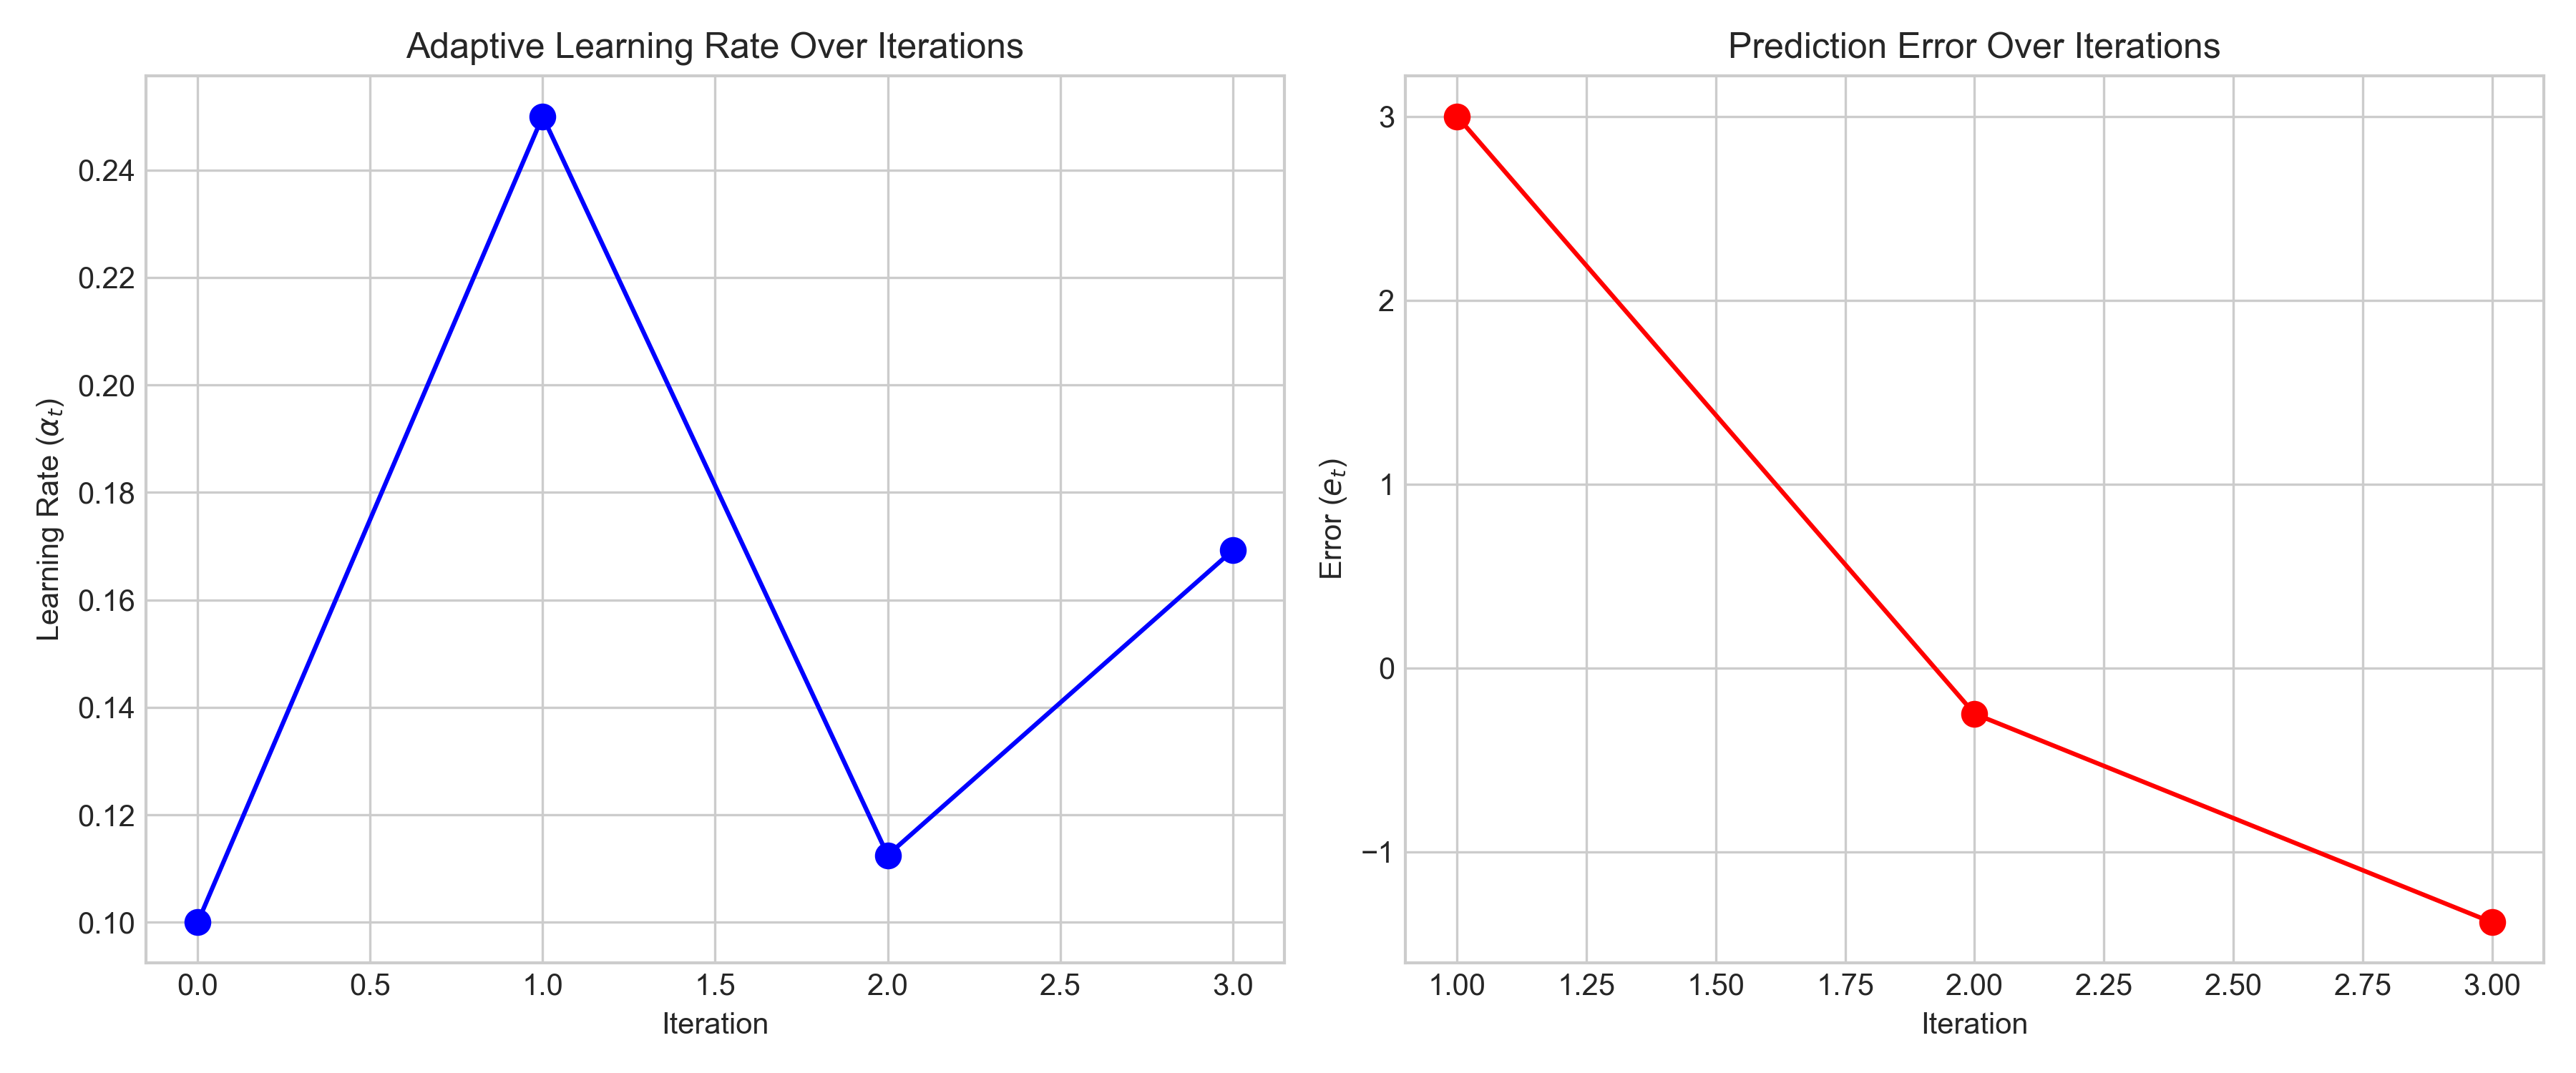 Adaptive Learning Rate Over Iterations
Learning Rate (αₜ)
0.24
0.22
0.20
0.18
0.16
0.14
0.12
0.10
0.0 0.5 1.0 1.5 2.0 2.5 3.0
Iteration
Prediction Error Over Iterations
Error (eₜ)
3
2
1
0
−1
1.00 1.25 1.50 1.75 2.00 2.25 2.50 2.75 3.00
Iteration